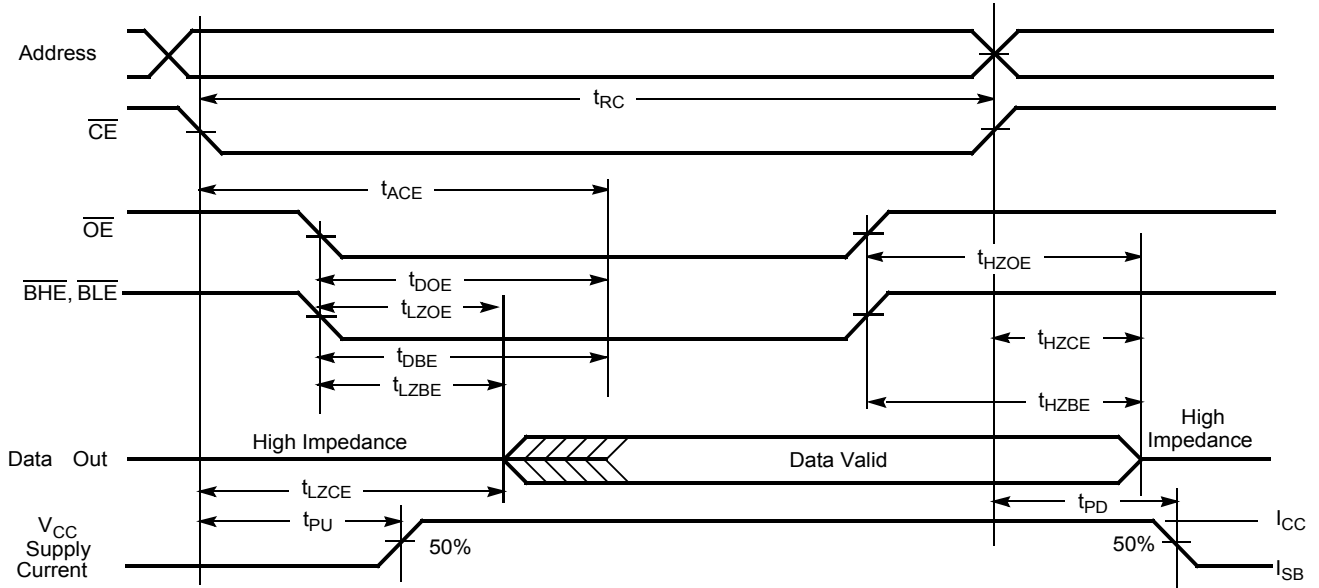 Address
tRC
CE
tACE
OE
tHZOE
tDOE
BHE, BLE
tLZOE
tHZCE
tDBE
tLZBE
tHZBE
High Impedance
High
Impedance
Data Out
Data Valid
tLZCE
tPD
tPU
VCC
Supply
Current
50%
50%
ICC
ISB